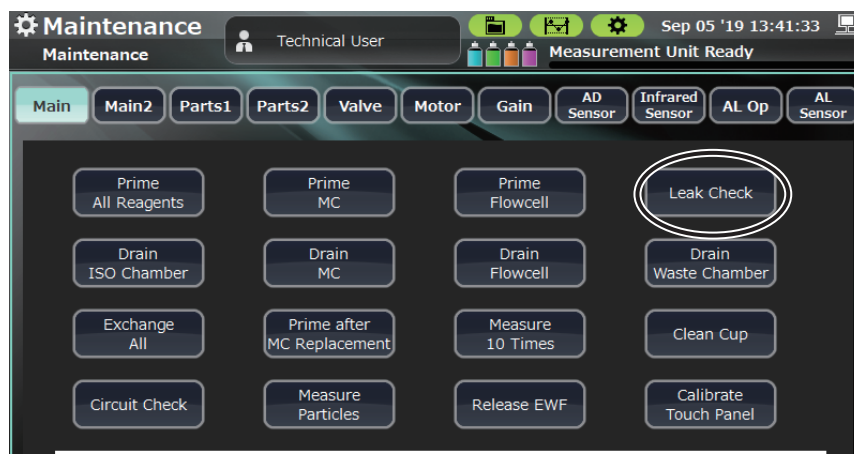 Maintenance
Maintenance
Technical User
Sep 05 '19 13:41:33
Measurement Unit Ready
Main
Main2
Parts1
Parts2
Valve
Motor
Gain
AD
Sensor
Infrared
Sensor
AL Op
AL
Sensor
Prime
All Reagents
Prime
MC
Prime
Flowcell
Leak Check
Drain
ISO Chamber
Drain
MC
Drain
Flowcell
Drain
Waste Chamber
Exchange
All
Prime after
MC Replacement
Measure
10 Times
Clean Cup
Circuit Check
Measure
Particles
Release EWF
Calibrate
Touch Panel